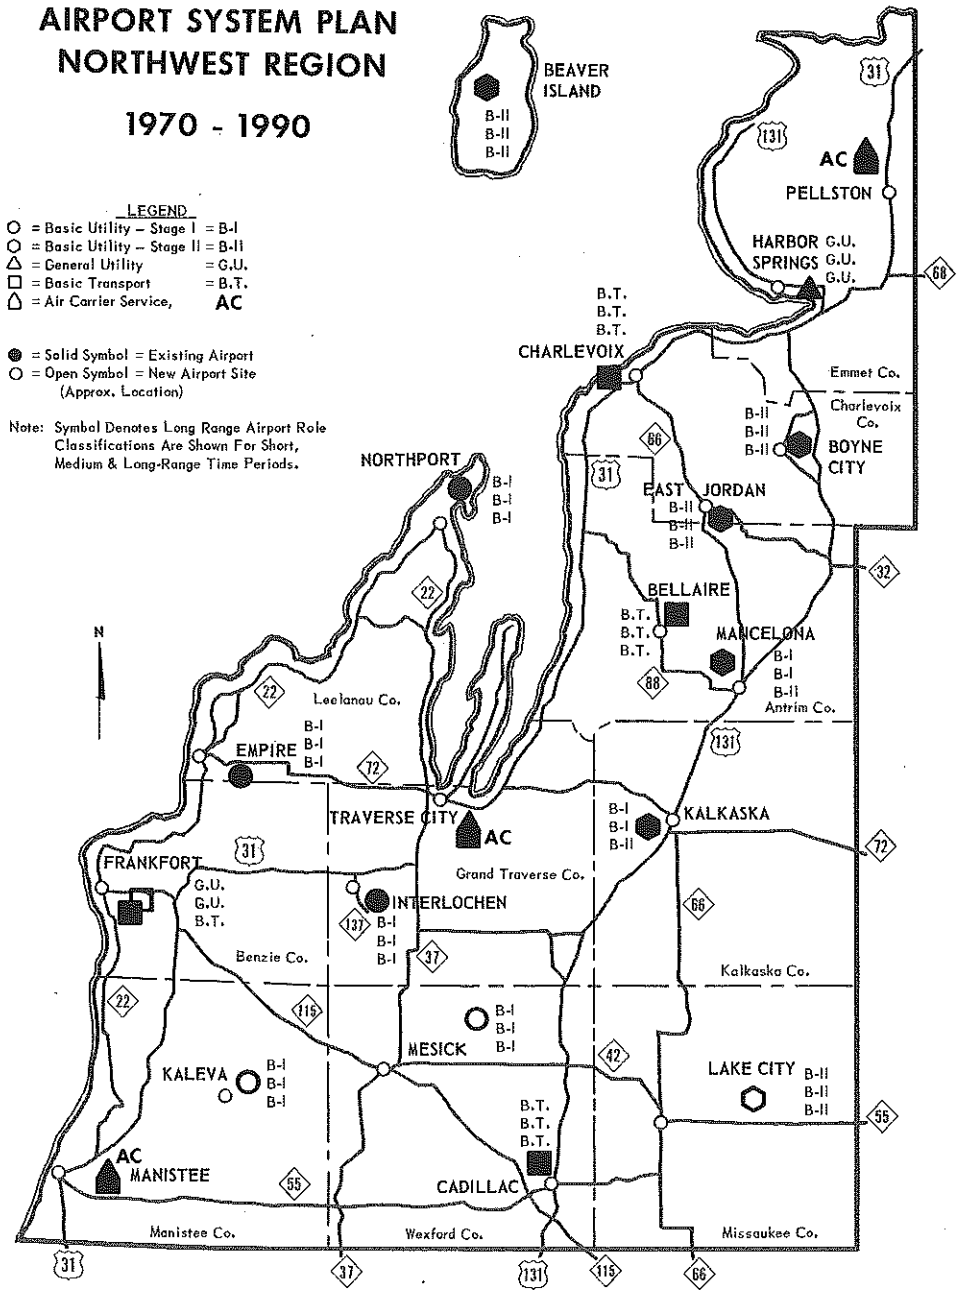 AIRPORT SYSTEM PLAN
NORTHWEST REGION
1970 - 1990
LEGEND
= Basic Utility – Stage I = B-I
= Basic Utility – Stage II = B-II
= General Utility = G.U.
= Basic Transport = B.T.
= Air Carrier Service, AC
= Solid Symbol = Existing Airport
= Open Symbol = New Airport Site
(Approx. Location)
Note: Symbol Denotes Long Range Airport Role
Classifications Are Shown For Short,
Medium & Long-Range Time Periods.
BEAVER
ISLAND
B-II
B-II
B-II
31
131
AC
PELLSTON
HARBOR
SPRINGS
G.U.
G.U.
G.U.
68
B.T.
B.T.
B.T.
CHARLEVOIX
Emmet Co.
Charlevoix
Co.
B-II
B-II
B-II
BOYNE
CITY
66
31
NORTHPORT
B-I
B-I
B-I
EAST JORDAN
B-II
B-II
B-II
32
22
BELLAIRE
B.T.
B.T.
B.T.
MANCELONA
B-I
B-I
B-II
88
Antrim Co.
N
22
Leelanau Co.
131
EMPIRE
B-I
B-I
B-I
72
TRAVERSE CITY
AC
B-I
B-I
B-II
KALKASKA
72
31
FRANKFORT
G.U.
G.U.
B.T.
Grand Traverse Co.
137
INTERLOCHEN
B-I
B-I
B-I
66
Benzie Co.
37
Kalkaska Co.
22
115
B-I
B-I
B-I
MESICK
42
KALEVA
B-I
B-I
B-I
LAKE CITY
B-II
B-II
B-II
B.T.
B.T.
B.T.
55
AC
MANISTEE
55
CADILLAC
Manistee Co.
Wexford Co.
Missaukee Co.
31
37
131
115
66